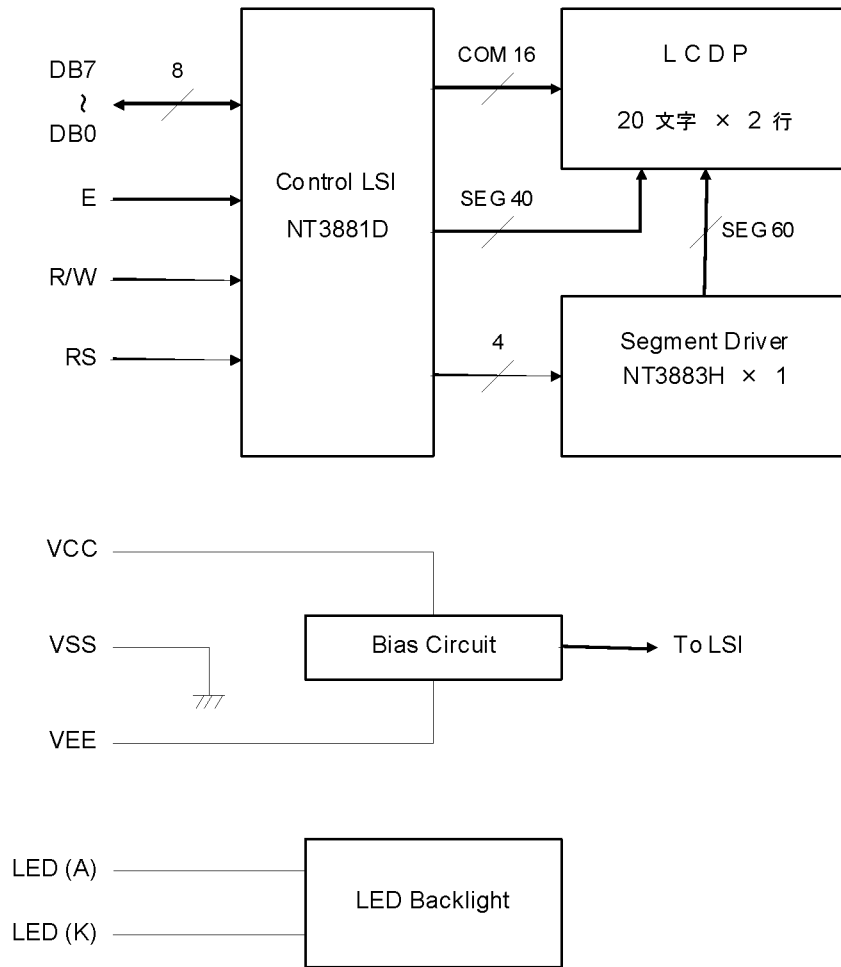 DB7
~
DB0
8
E
R/W
RS
Control LSI
NT3881D
COM 16
SEG 40
4
L C D P
20 文字 × 2 行
SEG 60
Segment Driver
NT3883H × 1
VCC
VSS
VEE
Bias Circuit
To LSI
LED (A)
LED (K)
LED Backlight